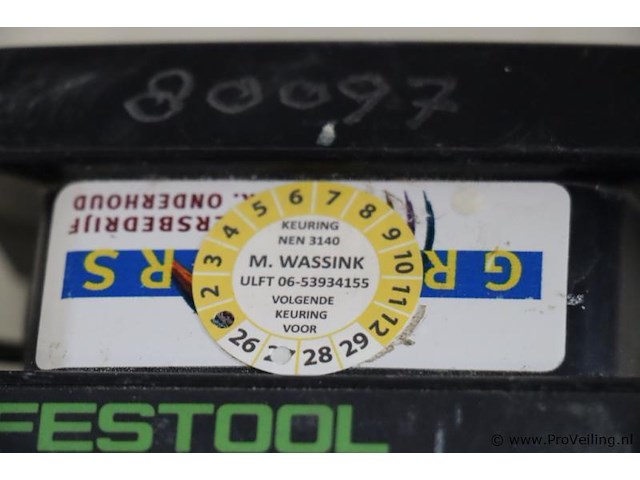 80097
ERSBEDRIJF
ONDERHOUD
G R
R S
2 3 4 5 6 7 8 9 10 11 12
KEURING
NEN 3140
M. WASSINK
ULFT 06-53934155
VOLGENDE
KEURING
VOOR
26 28 29
FESTOOL
© www.ProVeiling.nl